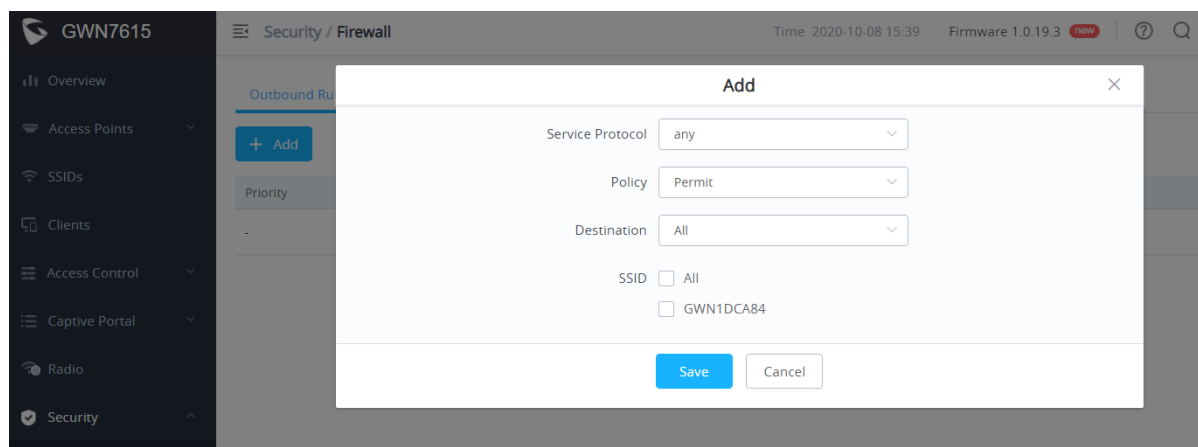 GWN7615
Security / Firewall
Time 2020-10-08 15:39
Firmware 1.0.19.3 new
Overview
Access Points
SSIDs
Clients
Access Control
Captive Portal
Radio
Security
Outbound Ru
+ Add
Priority
-
Add
Service Protocol any
Policy Permit
Destination All
SSID All
GWN1DCA84
Save Cancel